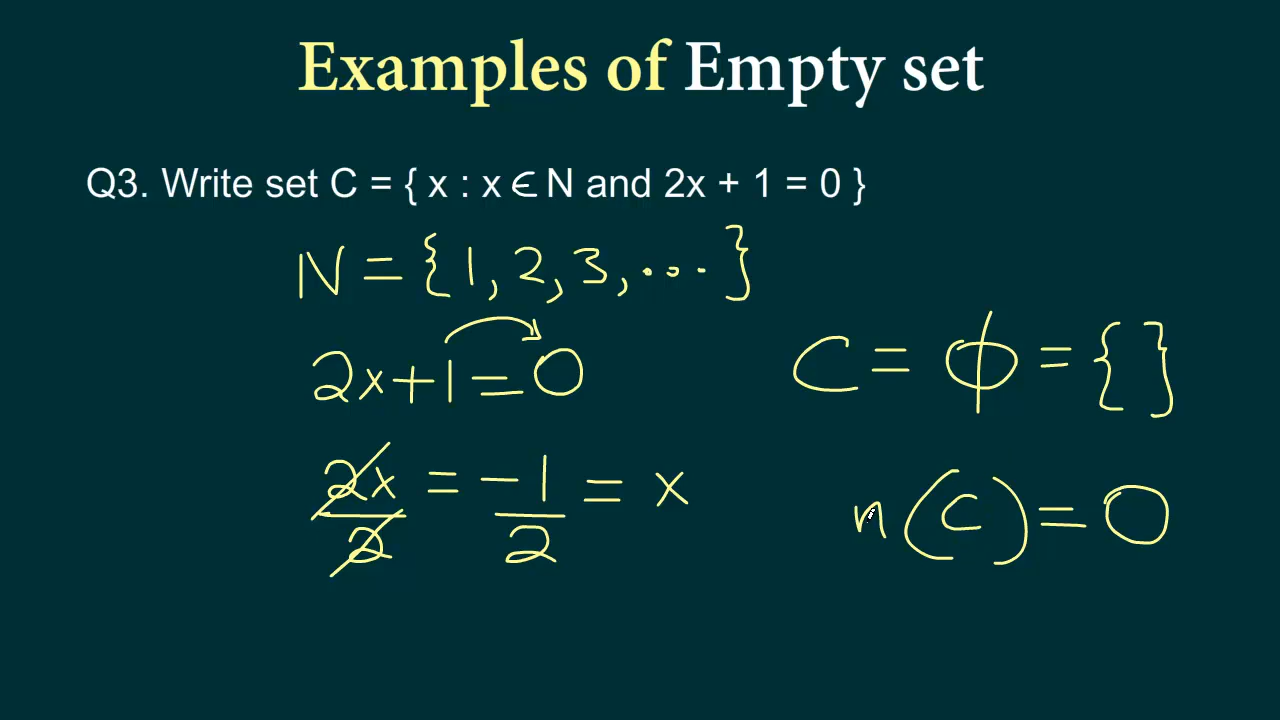 Examples of Empty set
Q3. Write set C = { x : x ∈ N and 2x + 1 = 0 }
N = {1, 2, 3, ...}
2x + 1 = 0
C = ϕ = { }
2x/2 = -1/2 = x
n(C) = 0